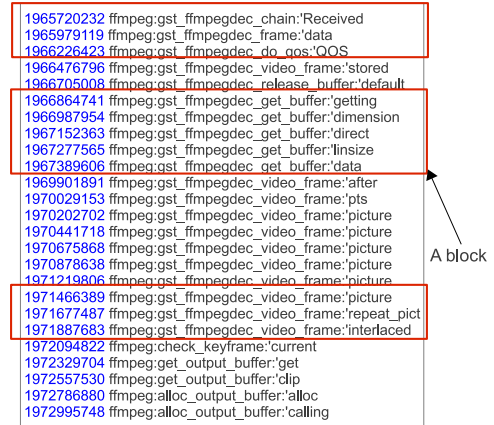 1965720232 ffmpeg:gst_ffmpegdec_chain:'Received
1965979119 ffmpeg:gst_ffmpegdec_frame:'data
1966226423 ffmpeg:gst_ffmpegdec_do_qos:'QOS
1966476796 ffmpeg:gst_ffmpegdec_video_frame:'stored
1966705008 ffmpeg:gst_ffmpegdec_release_buffer:'default
1966864741 ffmpeg:gst_ffmpegdec_get_buffer:'getting
1966987954 ffmpeg:gst_ffmpegdec_get_buffer:'dimension
1967152363 ffmpeg:gst_ffmpegdec_get_buffer:'direct
1967277565 ffmpeg:gst_ffmpegdec_get_buffer:'linsize
1967389606 ffmpeg:gst_ffmpegdec_get_buffer:'data
1969901891 ffmpeg:gst_ffmpegdec_video_frame:'after
1970029153 ffmpeg:gst_ffmpegdec_video_frame:'pts
1970202702 ffmpeg:gst_ffmpegdec_video_frame:'picture
1970441718 ffmpeg:gst_ffmpegdec_video_frame:'picture
1970675868 ffmpeg:gst_ffmpegdec_video_frame:'picture
1970878638 ffmpeg:gst_ffmpegdec_video_frame:'picture
A block
1971219806 ffmpeg:gst_ffmpegdec_video_frame:'picture
1971466389 ffmpeg:gst_ffmpegdec_video_frame:'picture
1971677487 ffmpeg:gst_ffmpegdec_video_frame:'repeat_pict
1971887683 ffmpeg:gst_ffmpegdec_video_frame:'interlaced
1972094822 ffmpeg:check_keyframe:'current
1972329704 ffmpeg:get_output_buffer:'get
1972557530 ffmpeg:get_output_buffer:'clip
1972786880 ffmpeg:alloc_output_buffer:'alloc
1972995748 ffmpeg:alloc_output_buffer:'calling